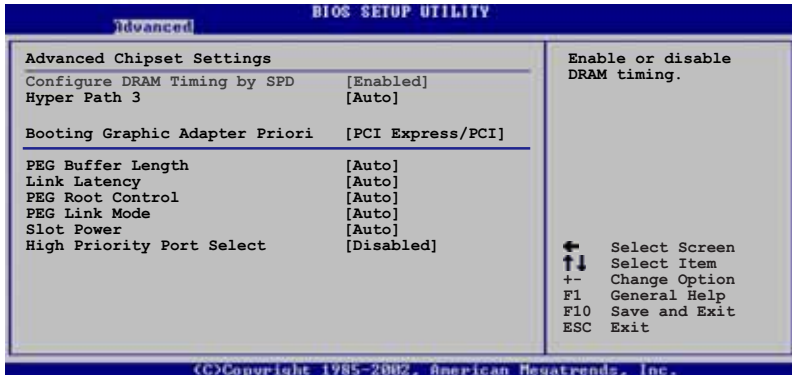 BIOS SETUP UTILITY
Advanced
Advanced Chipset Settings
Configure DRAM Timing by SPD [Enabled]
Hyper Path 3 [Auto]
Booting Graphic Adapter Priori [PCI Express/PCI]
PEG Buffer Length [Auto]
Link Latency [Auto]
PEG Root Control [Auto]
PEG Link Mode [Auto]
Slot Power [Auto]
High Priority Port Select [Disabled]
Enable or disable
DRAM timing.
← Select Screen
↑↓ Select Item
+- Change Option
F1 General Help
F10 Save and Exit
ESC Exit
(C)Copyright 1985-2002, American Megatrends, Inc.